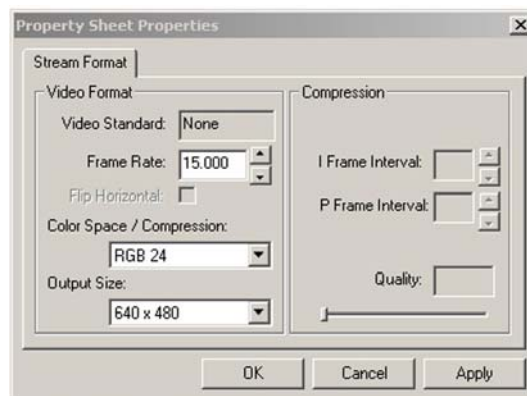 Property Sheet Properties
Stream Format
Video Format
Video Standard: None
Frame Rate: 15.000
Flip Horizontal:
Color Space / Compression:
RGB 24
Output Size:
640 x 480
Compression
I Frame Interval:
P Frame Interval:
Quality:
OK Cancel Apply